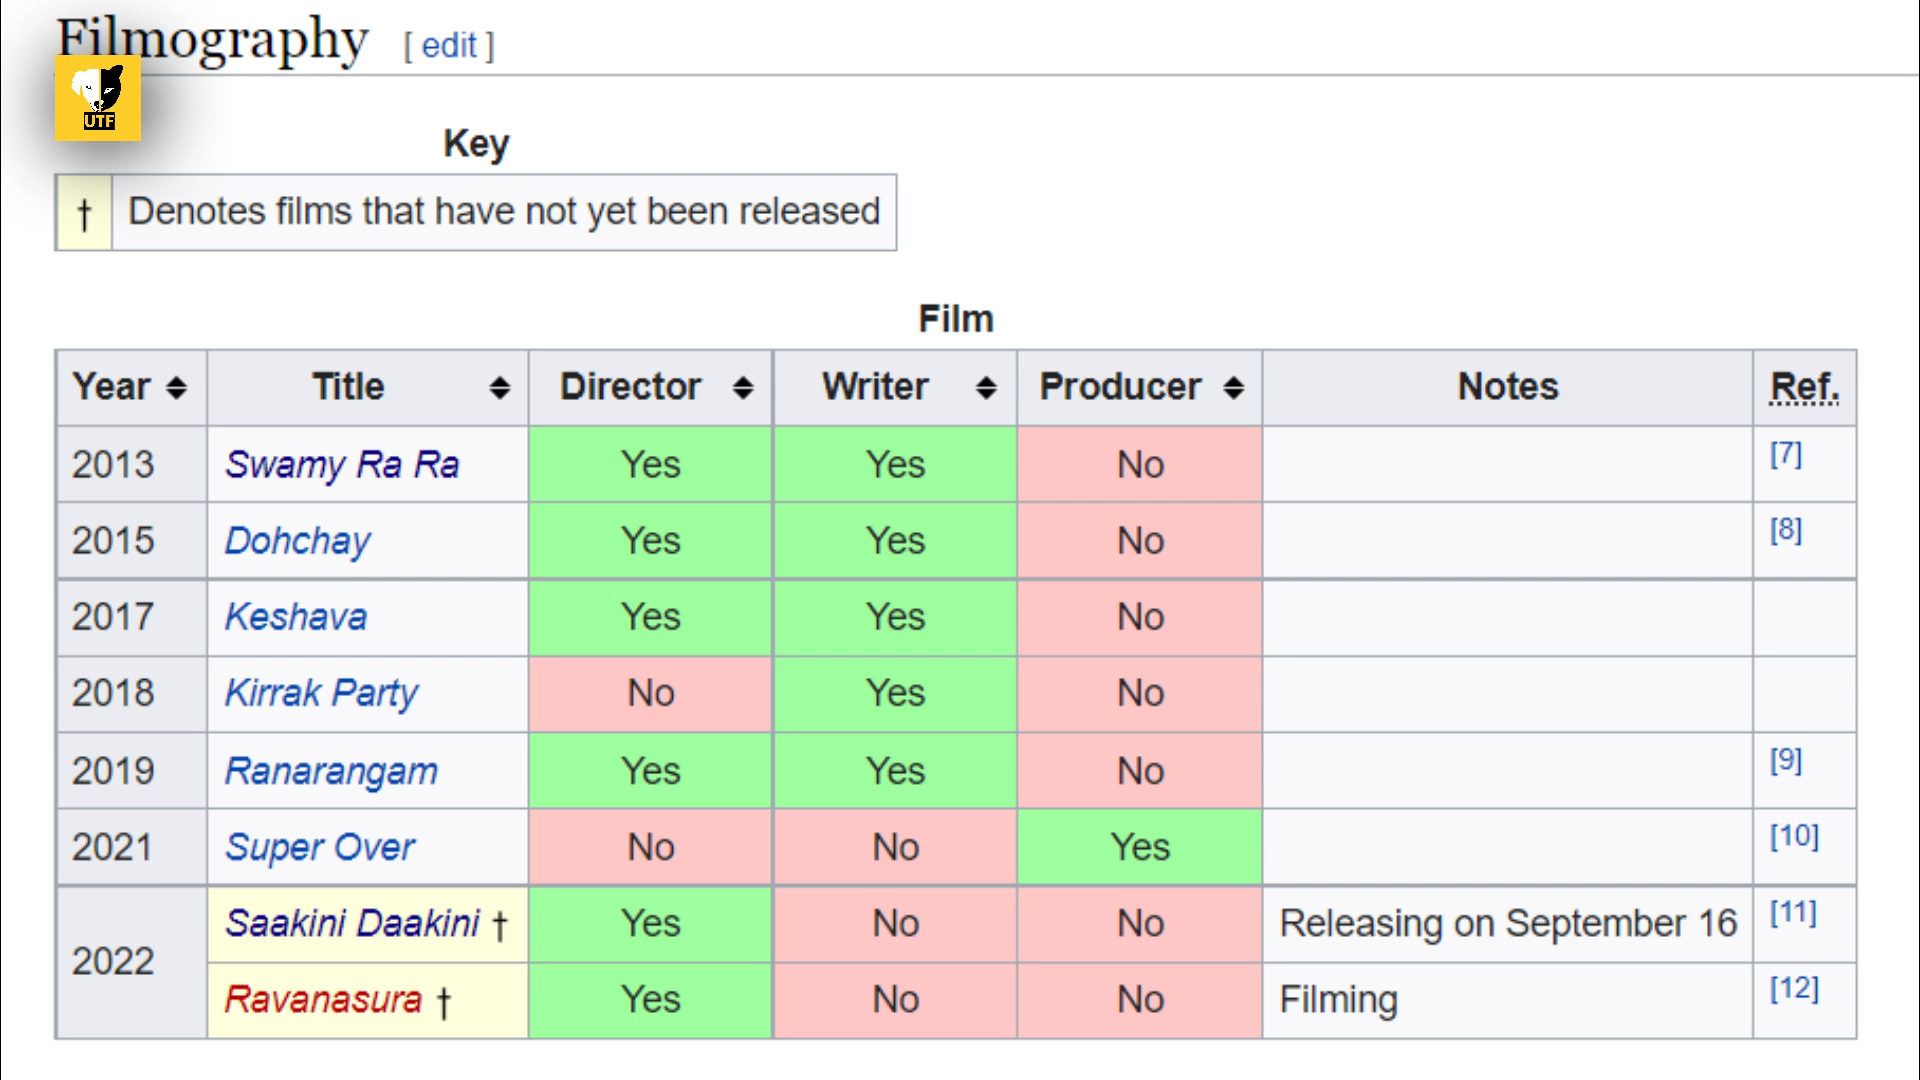 Filmography [ edit ]
UTF
Key
† Denotes films that have not yet been released
Film
Year Title Director Writer Producer Notes Ref.
2013 Swamy Ra Ra Yes Yes No [7]
2015 Dohchay Yes Yes No [8]
2017 Keshava Yes Yes No
2018 Kirrak Party No Yes No
2019 Ranarangam Yes Yes No [9]
2021 Super Over No No Yes [10]
2022 Saakini Daakini † Yes No No Releasing on September 16 [11]
Ravanasura † Yes No No Filming [12]